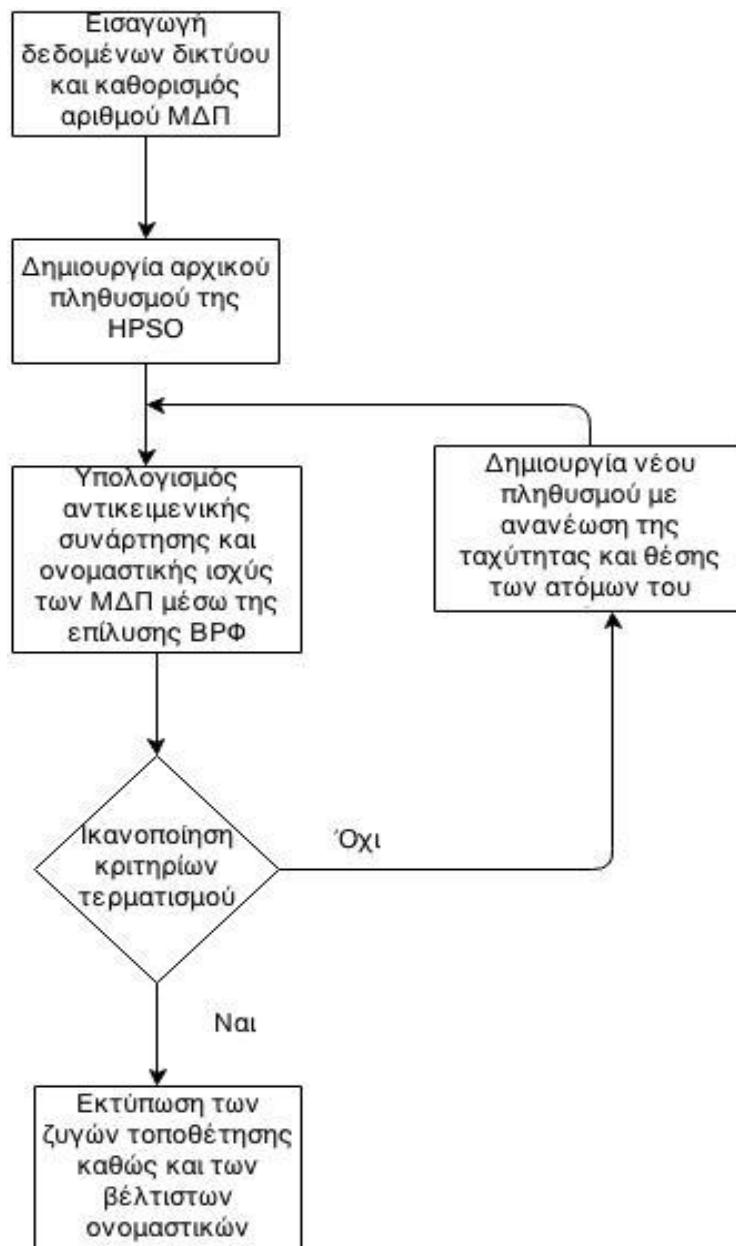 Εισαγωγή
δεδομένων δικτύου
και καθορισμός
αριθμού ΜΔΠ
Δημιουργία αρχικού
πληθυσμού της
HPSO
Υπολογισμός
αντικειμενικής
συνάρτησης και
ονομαστικής ισχύς
των ΜΔΠ μέσω της
επίλυσης ΒΡΦ
Δημιουργία νέου
πληθυσμού με
ανανέωση της
ταχύτητας και θέσης
των ατόμων του
Ικανοποίηση
κριτηρίων
τερματισμού
Όχι
Ναι
Εκτύπωση των
ζυγών τοποθέτησης
καθώς και των
βέλτιστων
ονομαστικών